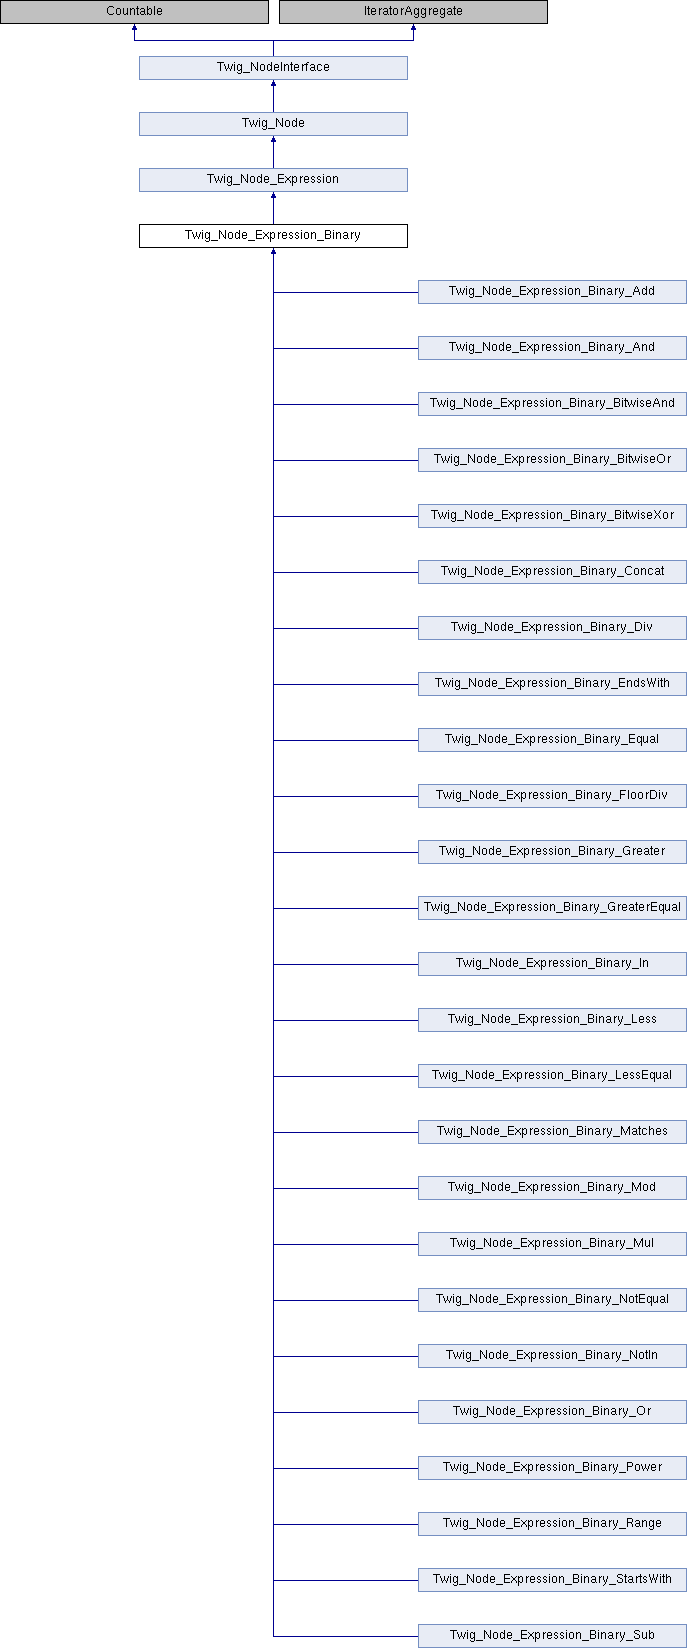 Countable
IteratorAggregate
Twig_NodeInterface
Twig_Node
Twig_Node_Expression
Twig_Node_Expression_Binary
Twig_Node_Expression_Binary_Add
Twig_Node_Expression_Binary_And
Twig_Node_Expression_Binary_BitwiseAnd
Twig_Node_Expression_Binary_BitwiseOr
Twig_Node_Expression_Binary_BitwiseXor
Twig_Node_Expression_Binary_Concat
Twig_Node_Expression_Binary_Div
Twig_Node_Expression_Binary_EndsWith
Twig_Node_Expression_Binary_Equal
Twig_Node_Expression_Binary_FloorDiv
Twig_Node_Expression_Binary_Greater
Twig_Node_Expression_Binary_GreaterEqual
Twig_Node_Expression_Binary_In
Twig_Node_Expression_Binary_Less
Twig_Node_Expression_Binary_LessEqual
Twig_Node_Expression_Binary_Matches
Twig_Node_Expression_Binary_Mod
Twig_Node_Expression_Binary_Mul
Twig_Node_Expression_Binary_NotEqual
Twig_Node_Expression_Binary_NotIn
Twig_Node_Expression_Binary_Or
Twig_Node_Expression_Binary_Power
Twig_Node_Expression_Binary_Range
Twig_Node_Expression_Binary_StartsWith
Twig_Node_Expression_Binary_Sub